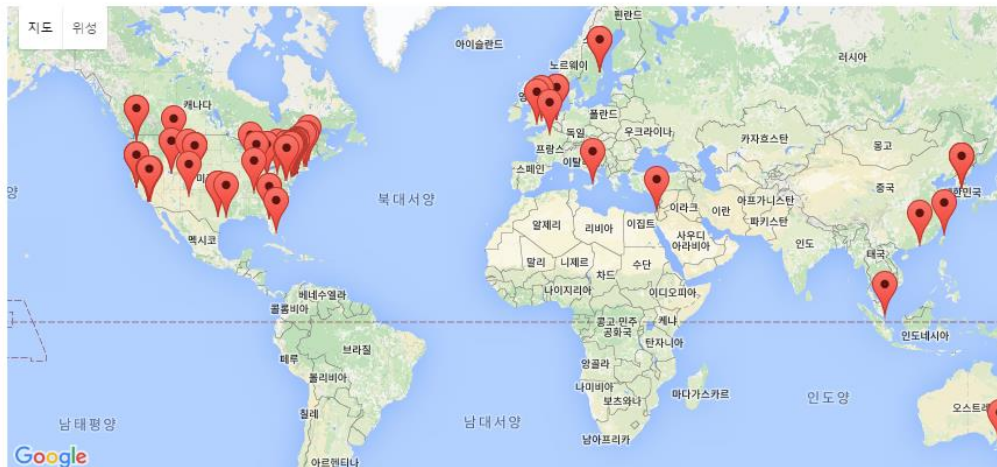 지도 위성
핀란드
아이슬란드
러시아
노르웨이
캐나다
폴란드
독일
우크라이나
카자흐스탄
몽골
프랑스
스페인
이탈
중국
대한민국
북대서양
이라크
이란
아프가니스탄
파키스탄
알제리
리비아
이집트
사우디
아라비아
인도
태국
멕시코
말리
니제르
차드
수단
나이지리아
이디오피아
베네수엘라
콜롬비아
콩고 민주
공화국
케냐
탄자니아
인도네시아
페루
브라질
앙골라
볼리비아
나미비아
보츠와나
마다가스카르
인도양
오스트레
칠레
남태평양
남대서양
남아프리카
아르헨티나
Google